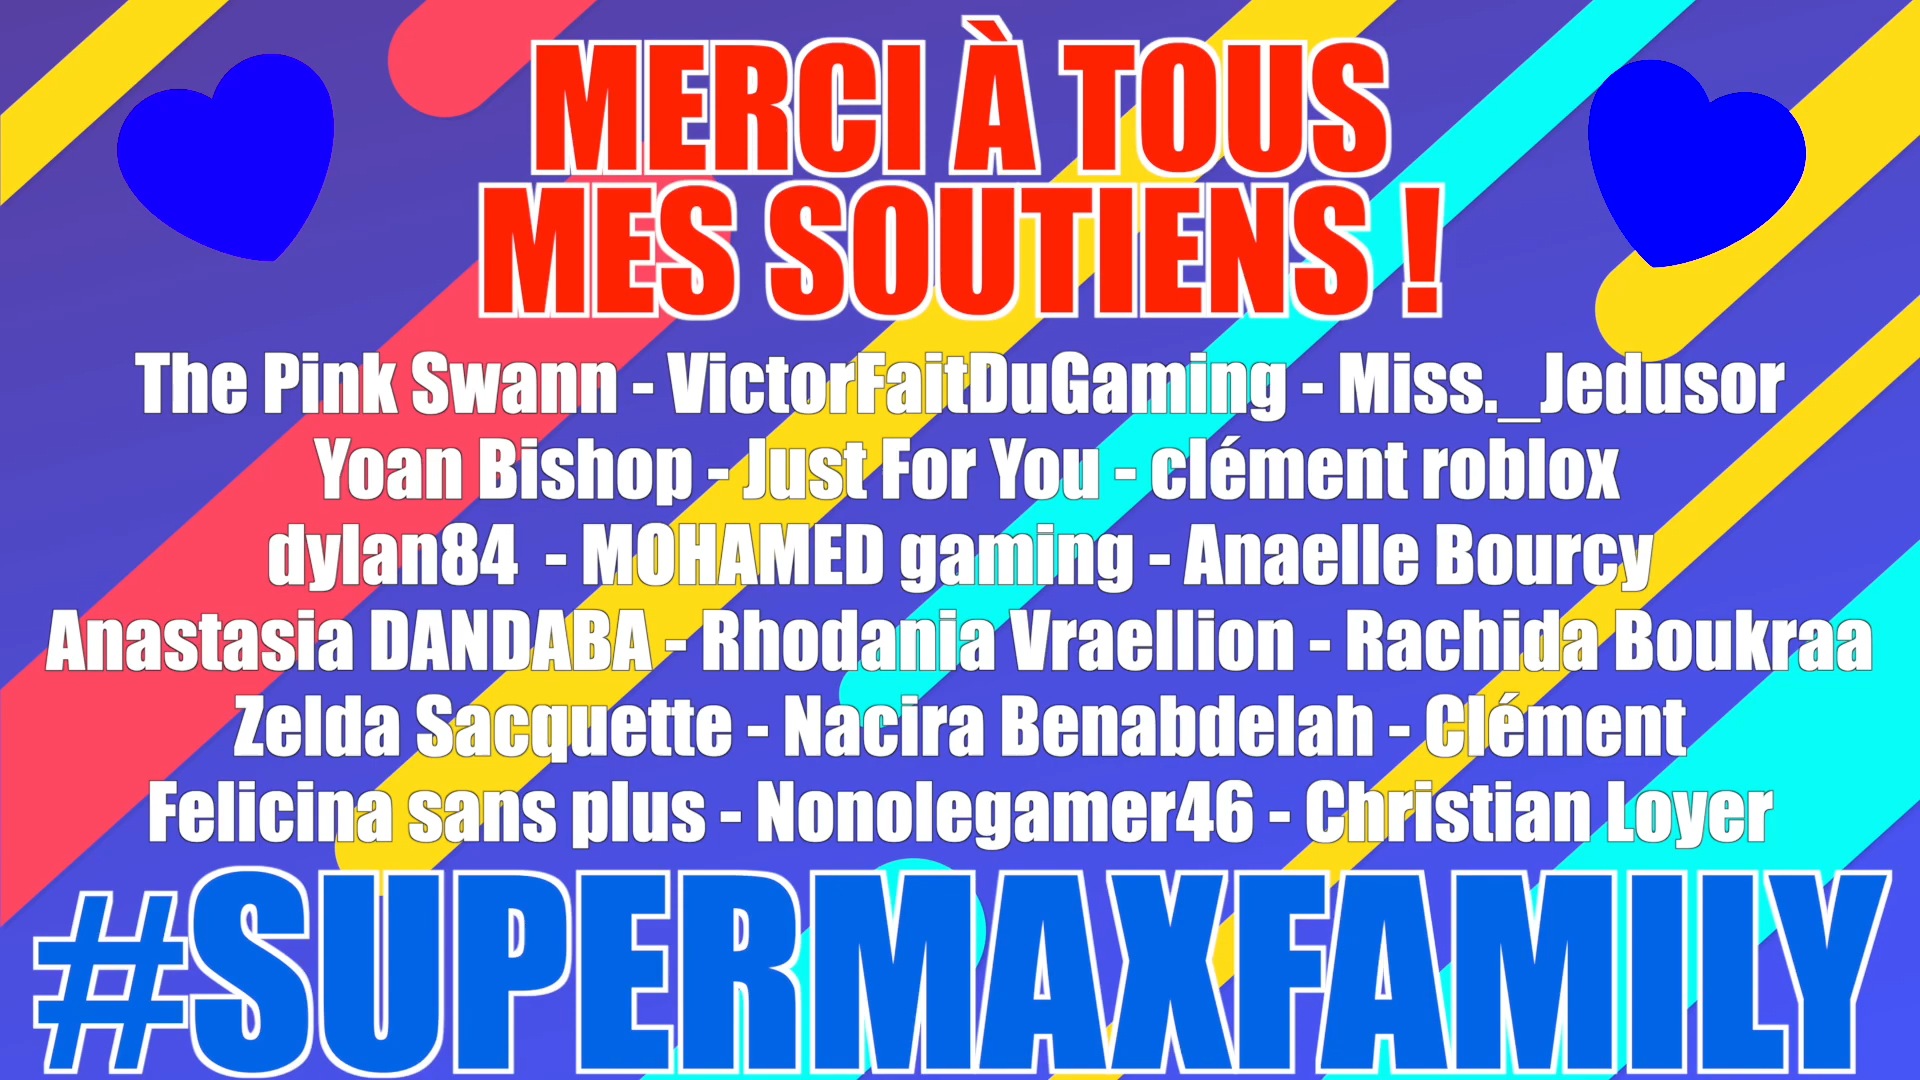 MERCI À TOUS
MES SOUTIENS !
The Pink Swann - VictorFaitDuGaming - Miss._Jedusor
Yoan Bishop - Just For You - clément roblox
dylan84 - MOHAMED gaming - Anaelle Bourcy
Anastasia DANDABA - Rhodania Vraellion - Rachida Boukraa
Zelda Sacquette - Nacira Benabdelah - Clément
Felicina sans plus - Nonolegamer46 - Christian Loyer
#SUPERMAXFAMILY